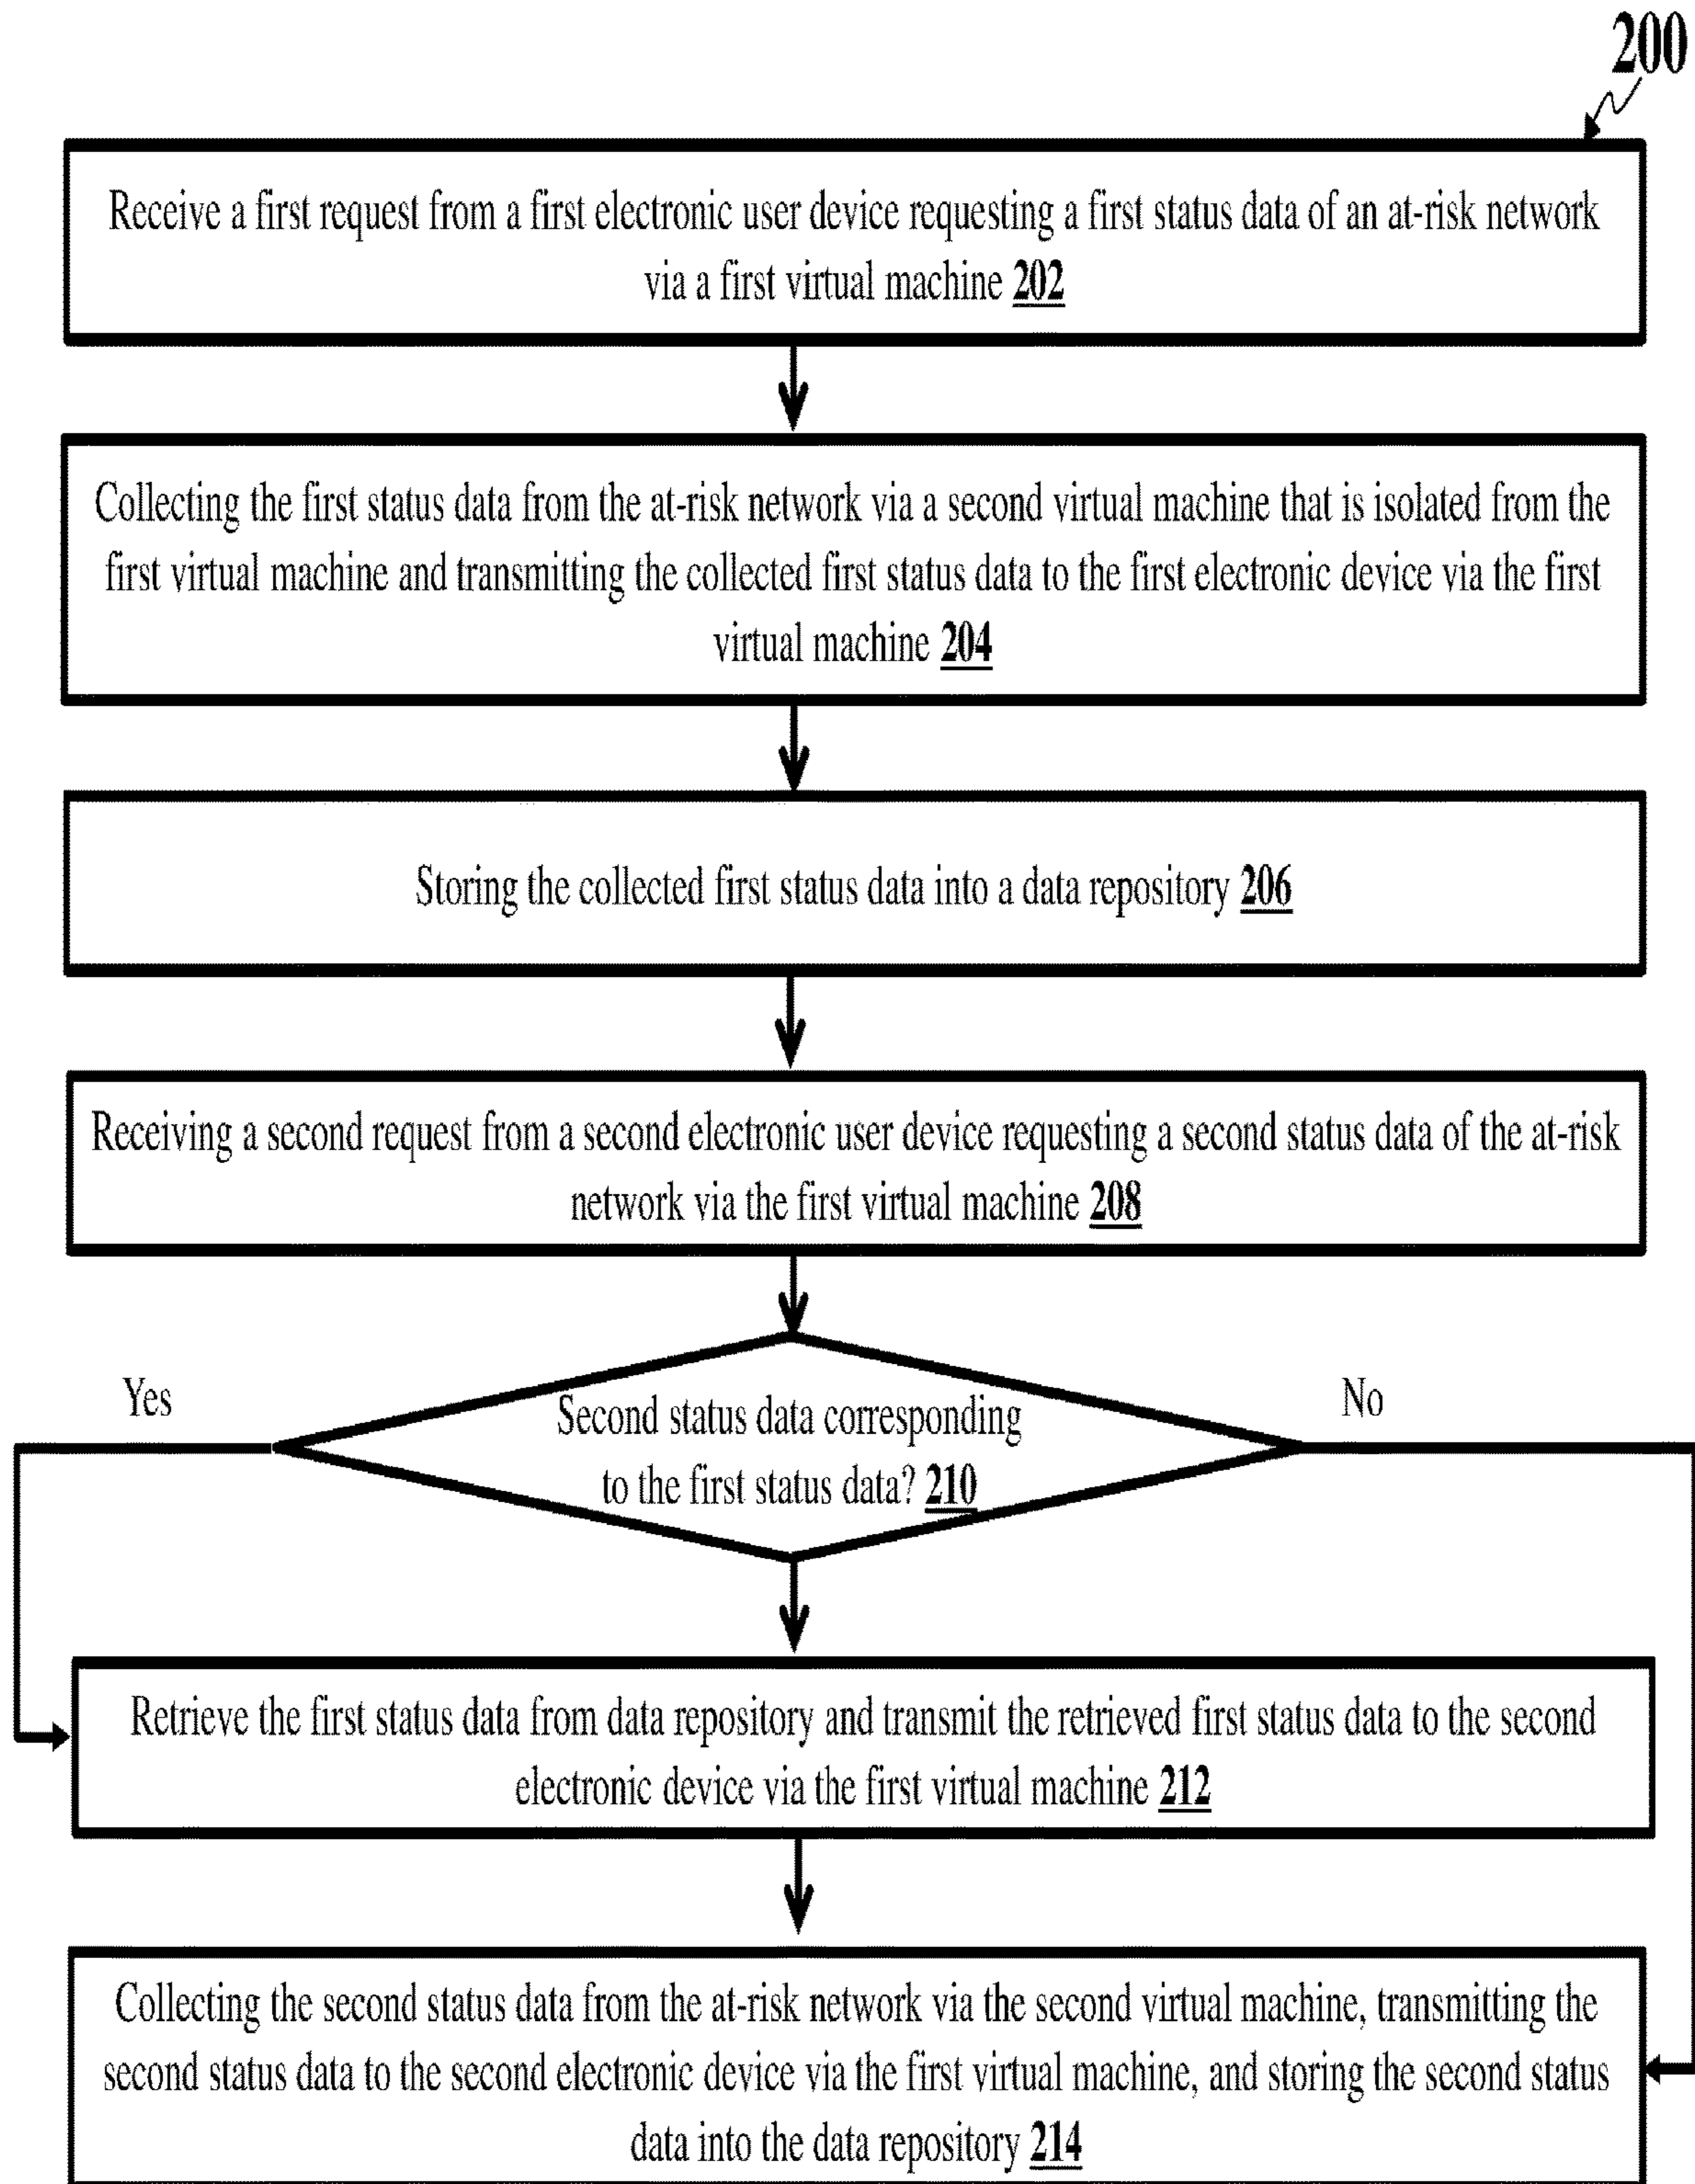 200
Receive a first request from a first electronic user device requesting a first status data of an at-risk network
via a first virtual machine 202
Collecting the first status data from the at-risk network via a second virtual machine that is isolated from the
first virtual machine and transmitting the collected first status data to the first electronic device via the first
virtual machine 204
Storing the collected first status data into a data repository 206
Receiving a second request from a second electronic user device requesting a second status data of the at-risk
network via the first virtual machine 208
Yes
No
Second status data corresponding
to the first status data? 210
Retrieve the first status data from data repository and transmit the retrieved first status data to the second
electronic device via the first virtual machine 212
Collecting the second status data from the at-risk network via the second virtual machine, transmitting the
second status data to the second electronic device via the first virtual machine, and storing the second status
data into the data repository 214